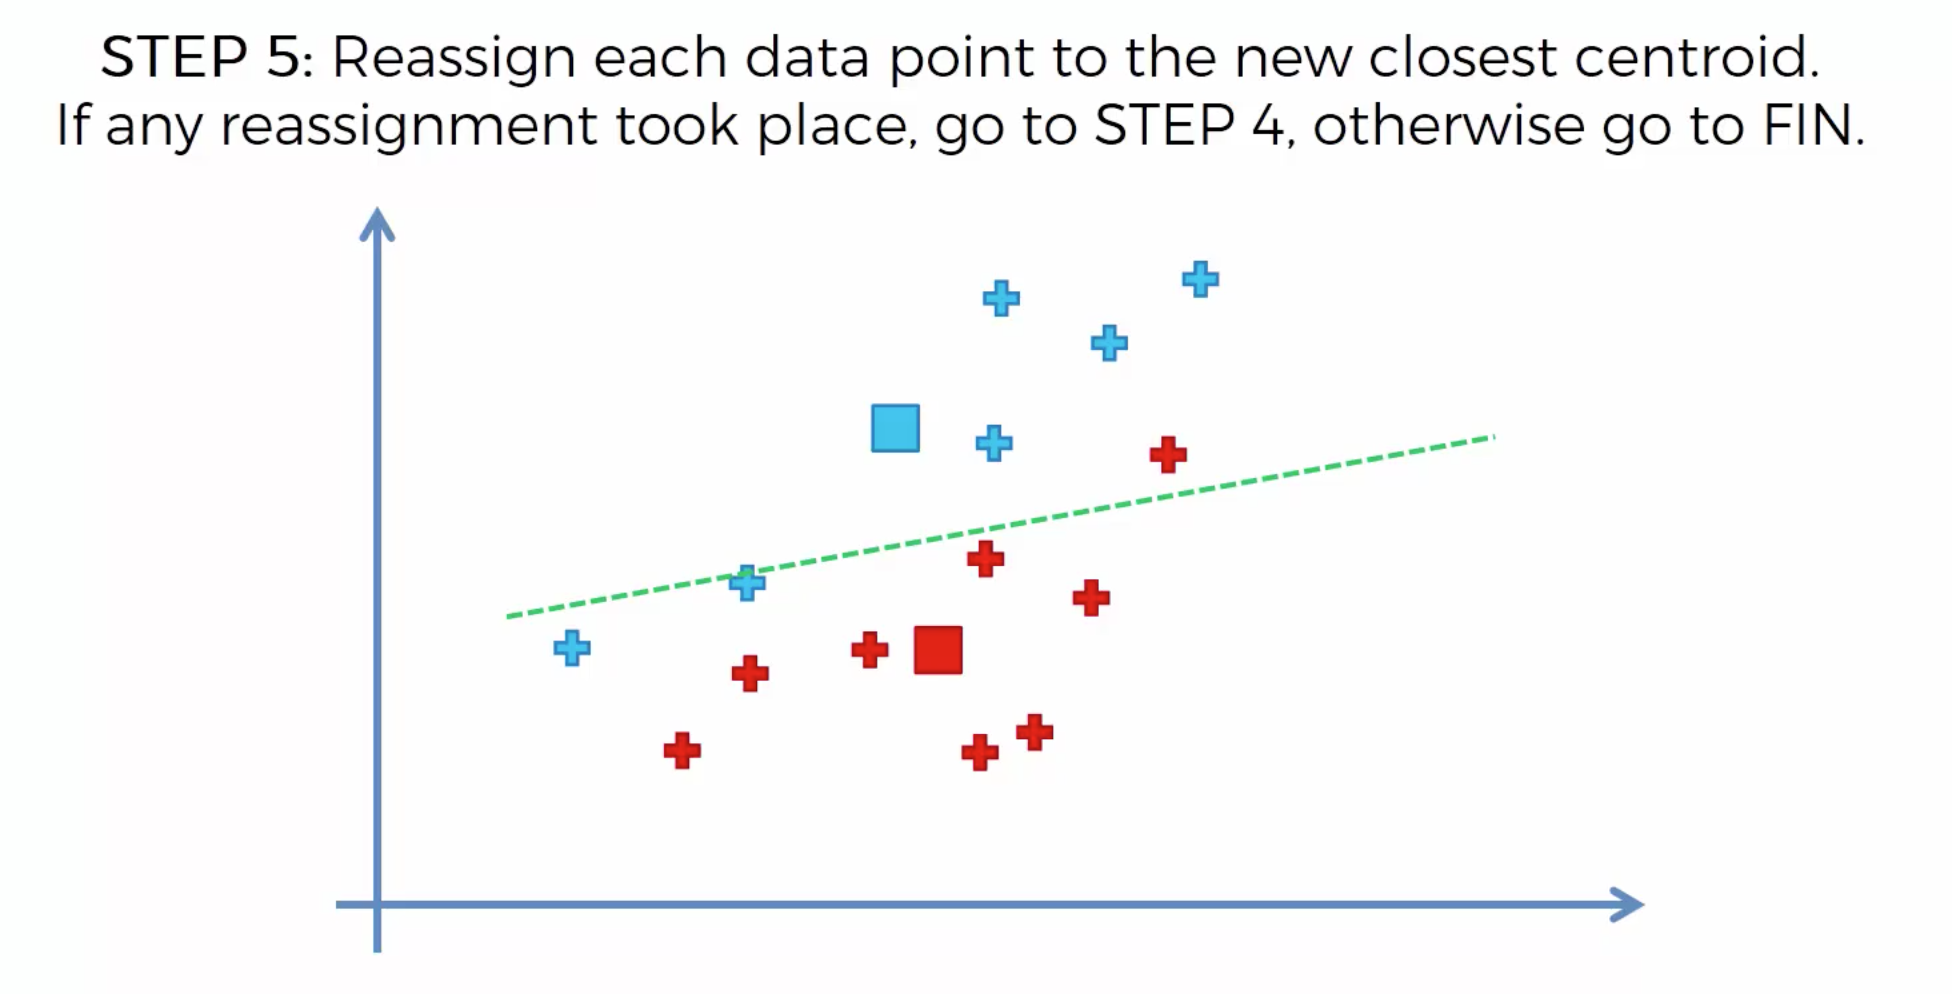 STEP 5: Reassign each data point to the new closest centroid.
If any reassignment took place, go to STEP 4, otherwise go to FIN.